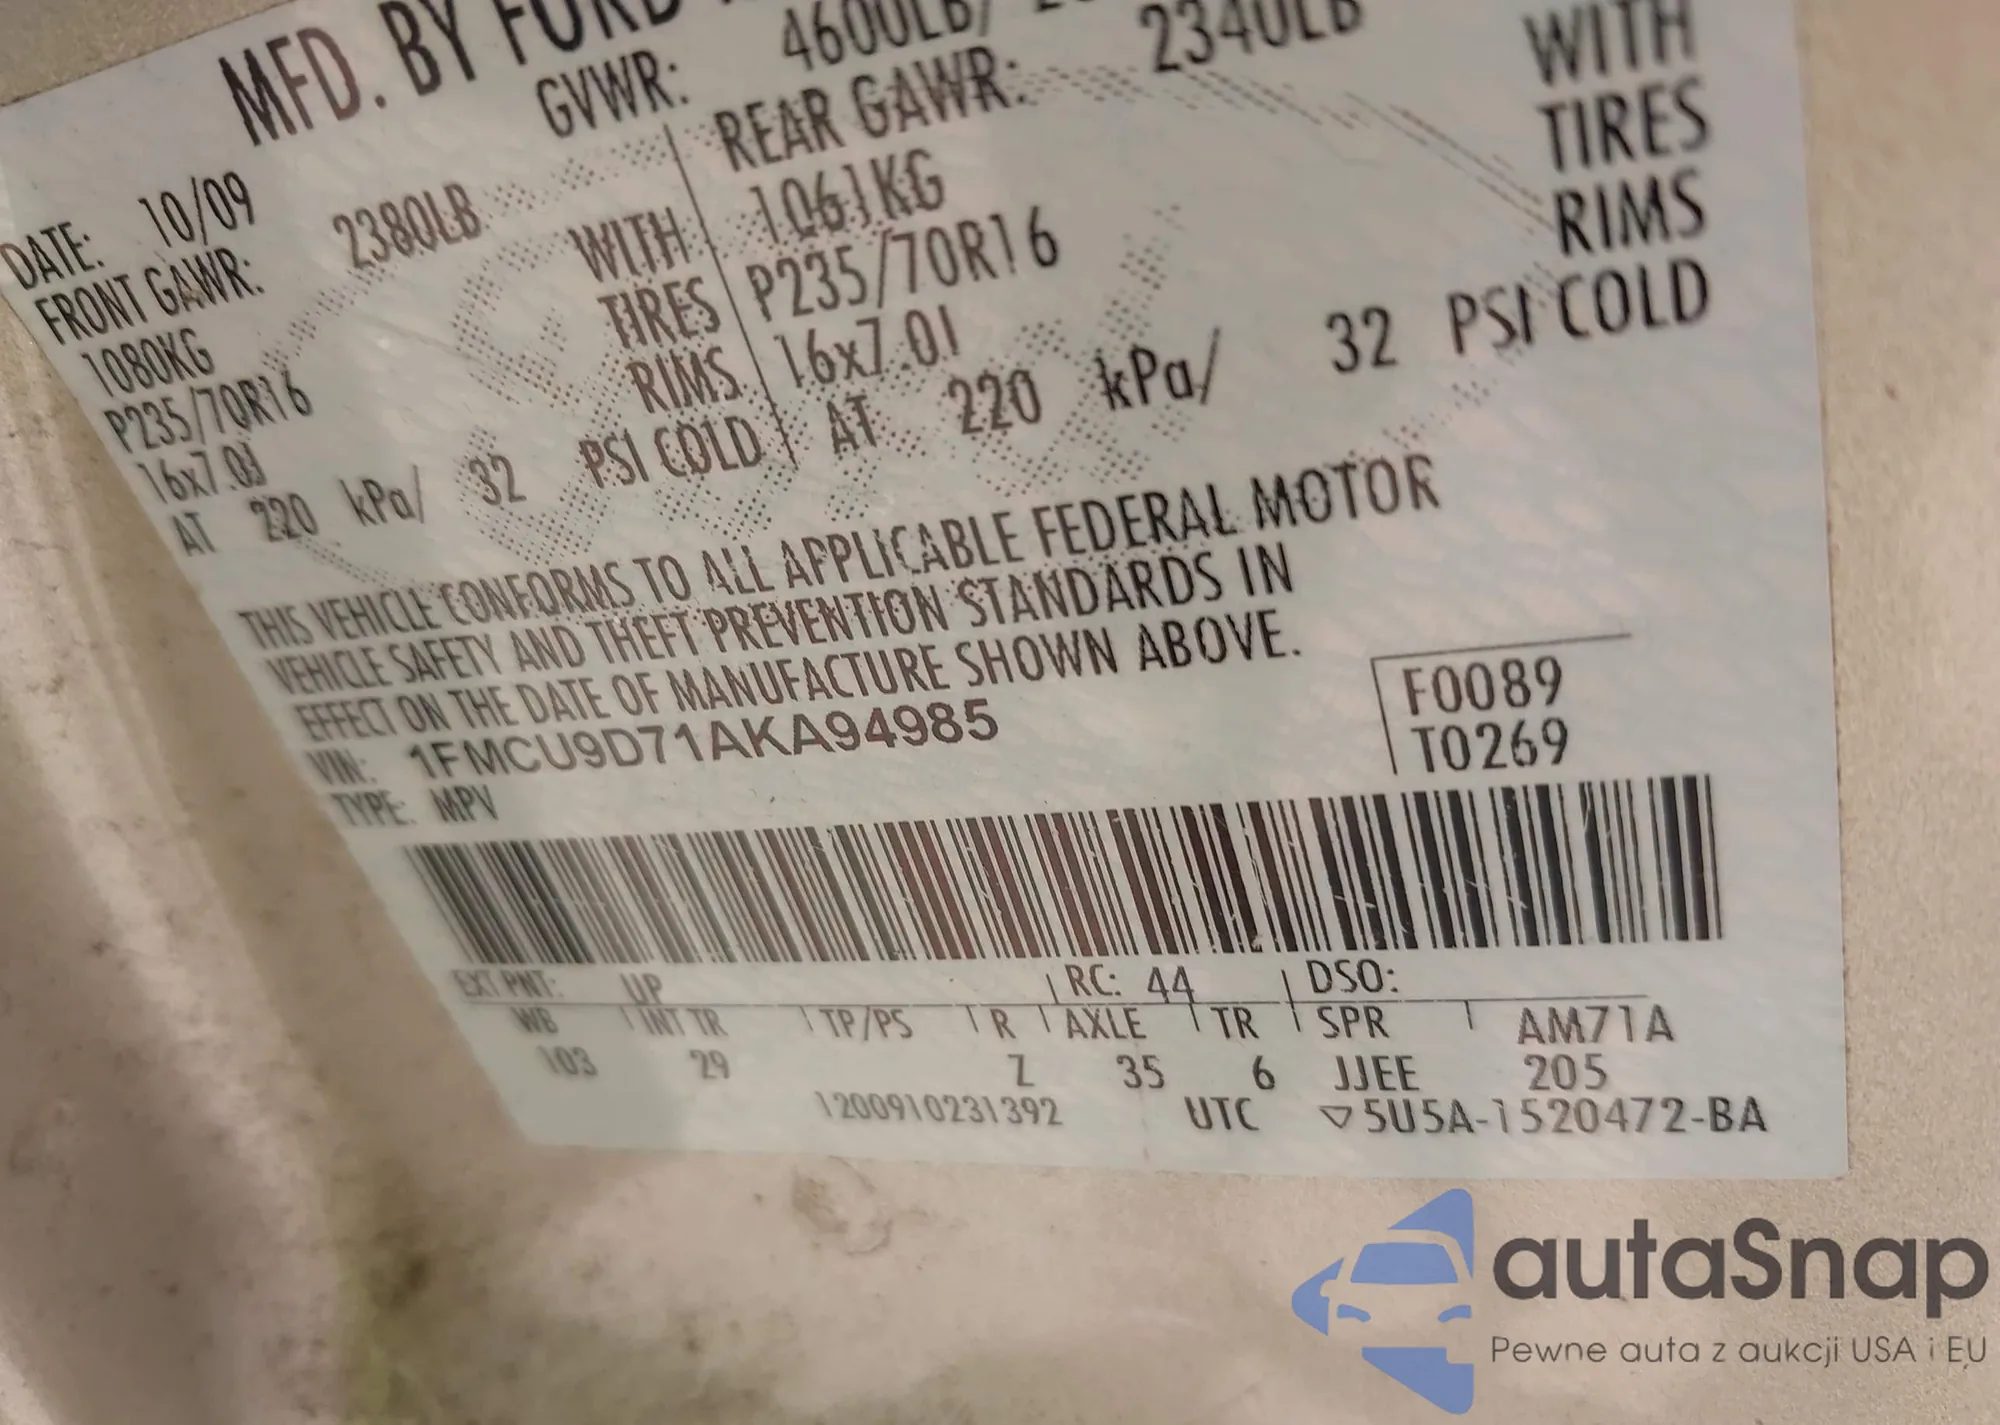 MFD. BY FORD
GVWR: 4600LB/
DATE: 10/09
FRONT GAWR: 2380LB
1080KG WITH
P235/70R16 TIRES
16x7.0J RIMS
AT 220 kPa/ 32 PSI COLD
REAR GAWR: 2340LB
1061KG WITH
P235/70R16 TIRES
16x7.0J RIMS
AT 220 kPa/ 32 PSI COLD
THIS VEHICLE CONFORMS TO ALL APPLICABLE FEDERAL MOTOR
VEHICLE SAFETY AND THEFT PREVENTION STANDARDS IN
EFFECT ON THE DATE OF MANUFACTURE SHOWN ABOVE.
VIN: 1FMCU9D71AKA94985
TYPE: MPV
F0089
T0269
EXT PNT: UP RC: 44 DSO:
WB INT TR TP/PS R AXLE TR SPR AM71A
103 29 Z 35 6 JJEE 205
1200910231392 UTC ▽5U5A-1520472-BA
autaSnap
Pewne auta z aukcji USA i EU